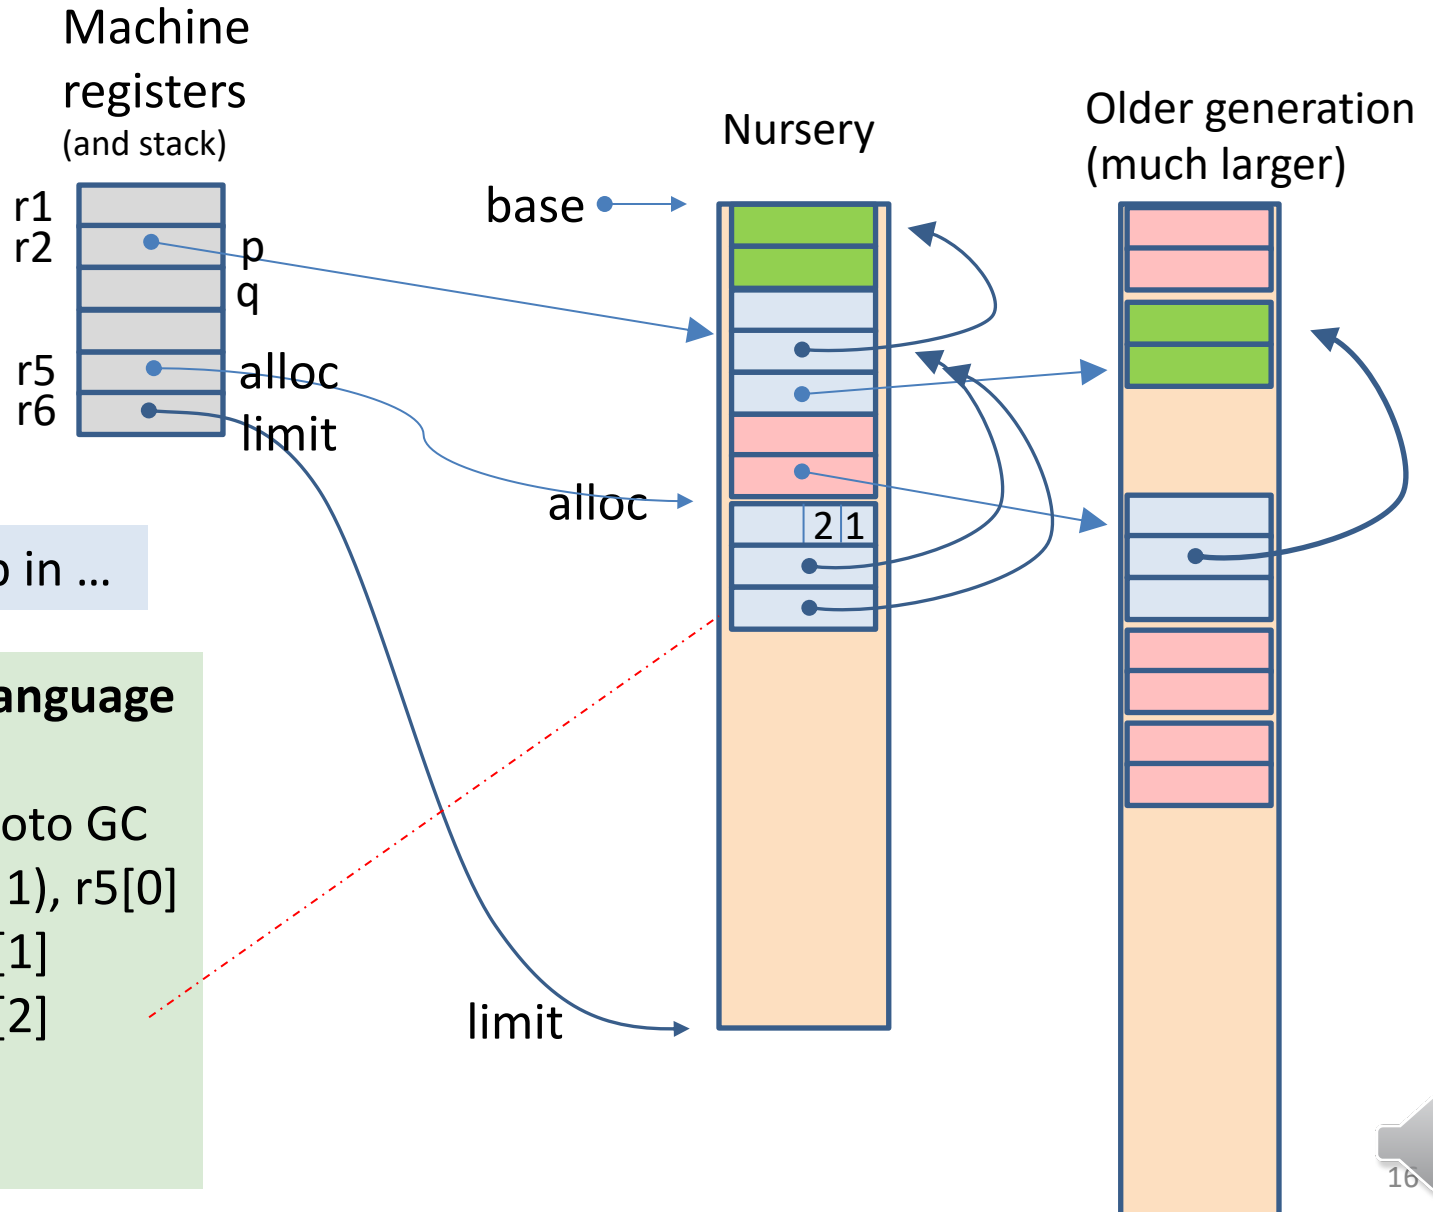 Machine
registers
(and stack)
Nursery
Older generation
(much larger)
base
r1
r2
p
q
r5
alloc
r6
limit
alloc
2 1
in ...
anguage
oto GC
1), r5[0]
[1]
[2]
limit
16